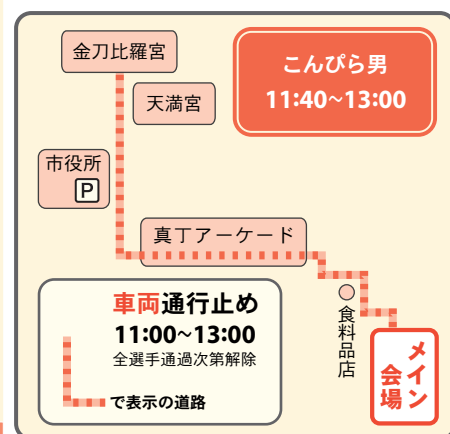 金刀比羅宮
天満宮
こんぴら男
11:40~13:00
市役所
P
真丁アーケード
車両通行止め
11:00~13:00
全選手通過次第解除
で表示の道路
食料品店
メイン
会場